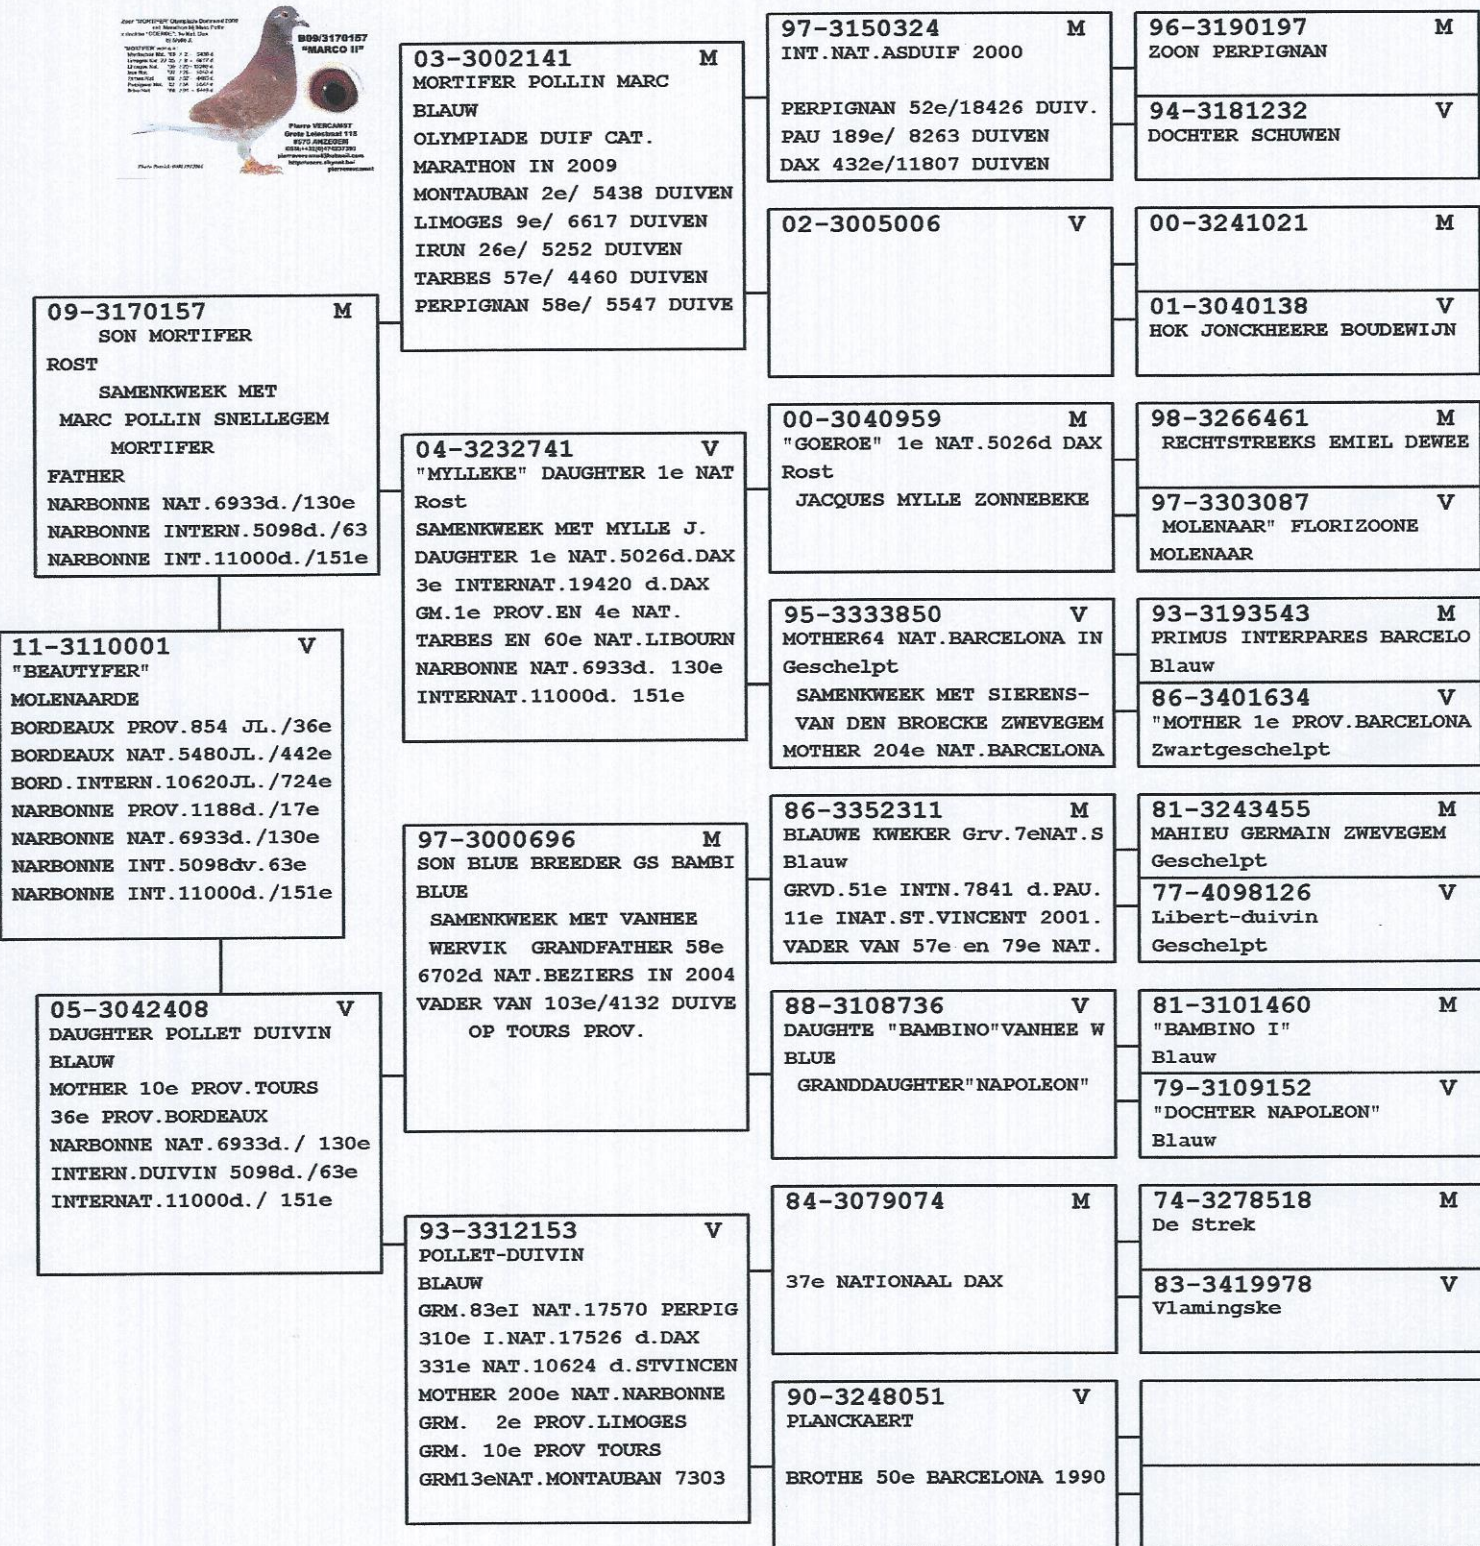 B09/3170157
"MARCO II"
Pierre VERCAMST
Grote Leiestraat 115
8570 ANZEGEM
03-3002141 M
MORTIFER POLLIN MARC
BLAUW
OLYMPIADE DUIF CAT.
MARATHON IN 2009
MONTAUBAN 2e/ 5438 DUIVEN
LIMOGES 9e/ 6617 DUIVEN
IRUN 26e/ 5252 DUIVEN
TARBES 57e/ 4460 DUIVEN
PERPIGNAN 58e/ 5547 DUIVE
97-3150324 M
INT.NAT.ASDUIF 2000
PERPIGNAN 52e/18426 DUIV.
PAU 189e/ 8263 DUIVEN
DAX 432e/11807 DUIVEN
96-3190197 M
ZOON PERPIGNAN
94-3181232 V
DOCHTER SCHUWEN
02-3005006 V
00-3241021 M
01-3040138 V
HOK JONCKHEERE BOUDEWIJN
09-3170157 M
SON MORTIFER
ROST
SAMENKWEEK MET
MARC POLLIN SNELLEGEM
MORTIFER
FATHER
NARBONNE NAT.6933d./130e
NARBONNE INTERN.5098d./63
NARBONNE INT.11000d./151e
04-3232741 V
"MYLLEKE" DAUGHTER 1e NAT
Rost
SAMENKWEEK MET MYLLE J.
DAUGHTER 1e NAT.5026d.DAX
3e INTERNAT.19420 d.DAX
GM.1e PROV.EN 4e NAT.
TARBES EN 60e NAT.LIBOURN
NARBONNE NAT.6933d. 130e
INTERNAT.11000d. 151e
00-3040959 M
"GOEROE" 1e NAT.5026d DAX
Rost
JACQUES MYLLE ZONNEBEKE
98-3266461 M
RECHTSTREEKS EMIEL DEWEE
97-3303087 V
MOLENAAR" FLORIZOONE
MOLENAAR
95-3333850 V
MOTHER64 NAT.BARCELONA IN
Geschelpt
SAMENKWEEK MET SIERENS-
VAN DEN BROECKE ZWEVEGEM
MOTHER 204e NAT.BARCELONA
93-3193543 M
PRIMUS INTERPARES BARCELO
Blauw
86-3401634 V
"MOTHER 1e PROV.BARCELONA
Zwartgeschelpt
11-3110001 V
"BEAUTYFER"
MOLENAARDE
BORDEAUX PROV.854 JL./36e
BORDEAUX NAT.5480JL./442e
BORD.INTERN.10620JL./724e
NARBONNE PROV.1188d./17e
NARBONNE NAT.6933d./130e
NARBONNE INT.5098dv.63e
NARBONNE INT.11000d./151e
97-3000696 M
SON BLUE BREEDER GS BAMBI
BLUE
SAMENKWEEK MET VANHEE
WERVIK GRANDFATHER 58e
6702d NAT.BEZIERS IN 2004
VADER VAN 103e/4132 DUIVE
OP TOURS PROV.
86-3352311 M
BLAUWE KWEKER Grv.7eNAT.S
Blauw
GRVD.51e INTN.7841 d.PAU.
11e INAT.ST.VINCENT 2001.
VADER VAN 57e en 79e NAT.
81-3243455 M
MAHIEU GERMAIN ZWEVEGEM
Geschelpt
77-4098126 V
Libert-duivin
Geschelpt
88-3108736 V
DAUGHTE "BAMBINO"VANHEE W
BLUE
GRANDDAUGHTER"NAPOLEON"
81-3101460 M
"BAMBINO I"
Blauw
79-3109152 V
"DOCHTER NAPOLEON"
Blauw
05-3042408 V
DAUGHTER POLLET DUIVIN
BLAUW
MOTHER 10e PROV.TOURS
36e PROV.BORDEAUX
NARBONNE NAT.6933d./ 130e
INTERN.DUIVIN 5098d./63e
INTERNAT.11000d./ 151e
93-3312153 V
POLLET-DUIVIN
BLAUW
GRM.83eI NAT.17570 PERPIG
310e I.NAT.17526 d.DAX
331e NAT.10624 d.STVINCEN
MOTHER 200e NAT.NARBONNE
GRM. 2e PROV.LIMOGES
GRM. 10e PROV TOURS
GRM13eNAT.MONTAUBAN 7303
84-3079074 M
37e NATIONAAL DAX
74-3278518 M
De Strek
83-3419978 V
Vlamingske
90-3248051 V
PLANCKAERT
BROTHE 50e BARCELONA 1990